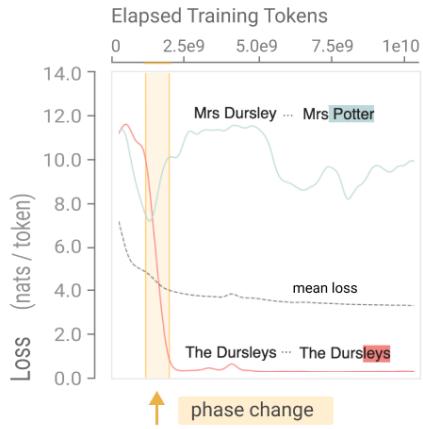 Elapsed Training Tokens
0 2.5e9 5.0e9 7.5e9 1e10
14.0
12.0
Mrs Dursley ··· Mrs Potter
10.0
8.0
6.0
4.0
mean loss
2.0
The Dursleys ··· The Dursleys
0.0
Loss (nats / token)
phase change